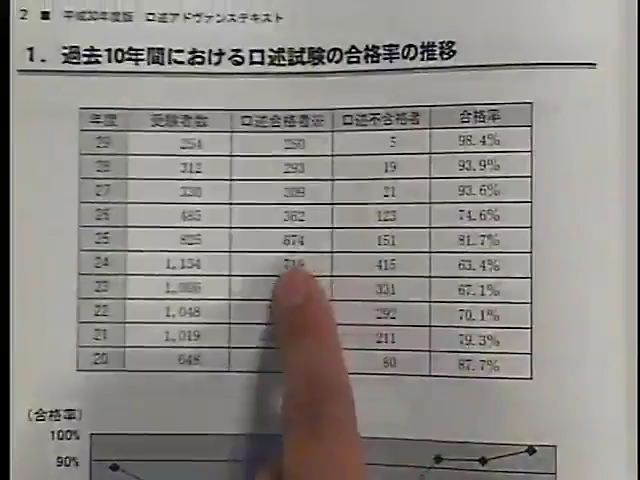 2 ■ 平成30年度版 口述アドヴァンステキスト
1. 過去10年間における口述試験の合格率の推移
年度 受験者数 口述合格者数 口述不合格者 合格率
29 254 250 5 98.4%
28 312 293 19 93.9%
27 330 309 21 93.6%
26 485 362 123 74.6%
25 825 674 151 81.7%
24 1,134 415 63.4%
23 331 67.1%
22 1,048 292 70.1%
21 1,019 211 79.3%
20 648 80 87.7%
(合格率)
100%
90%